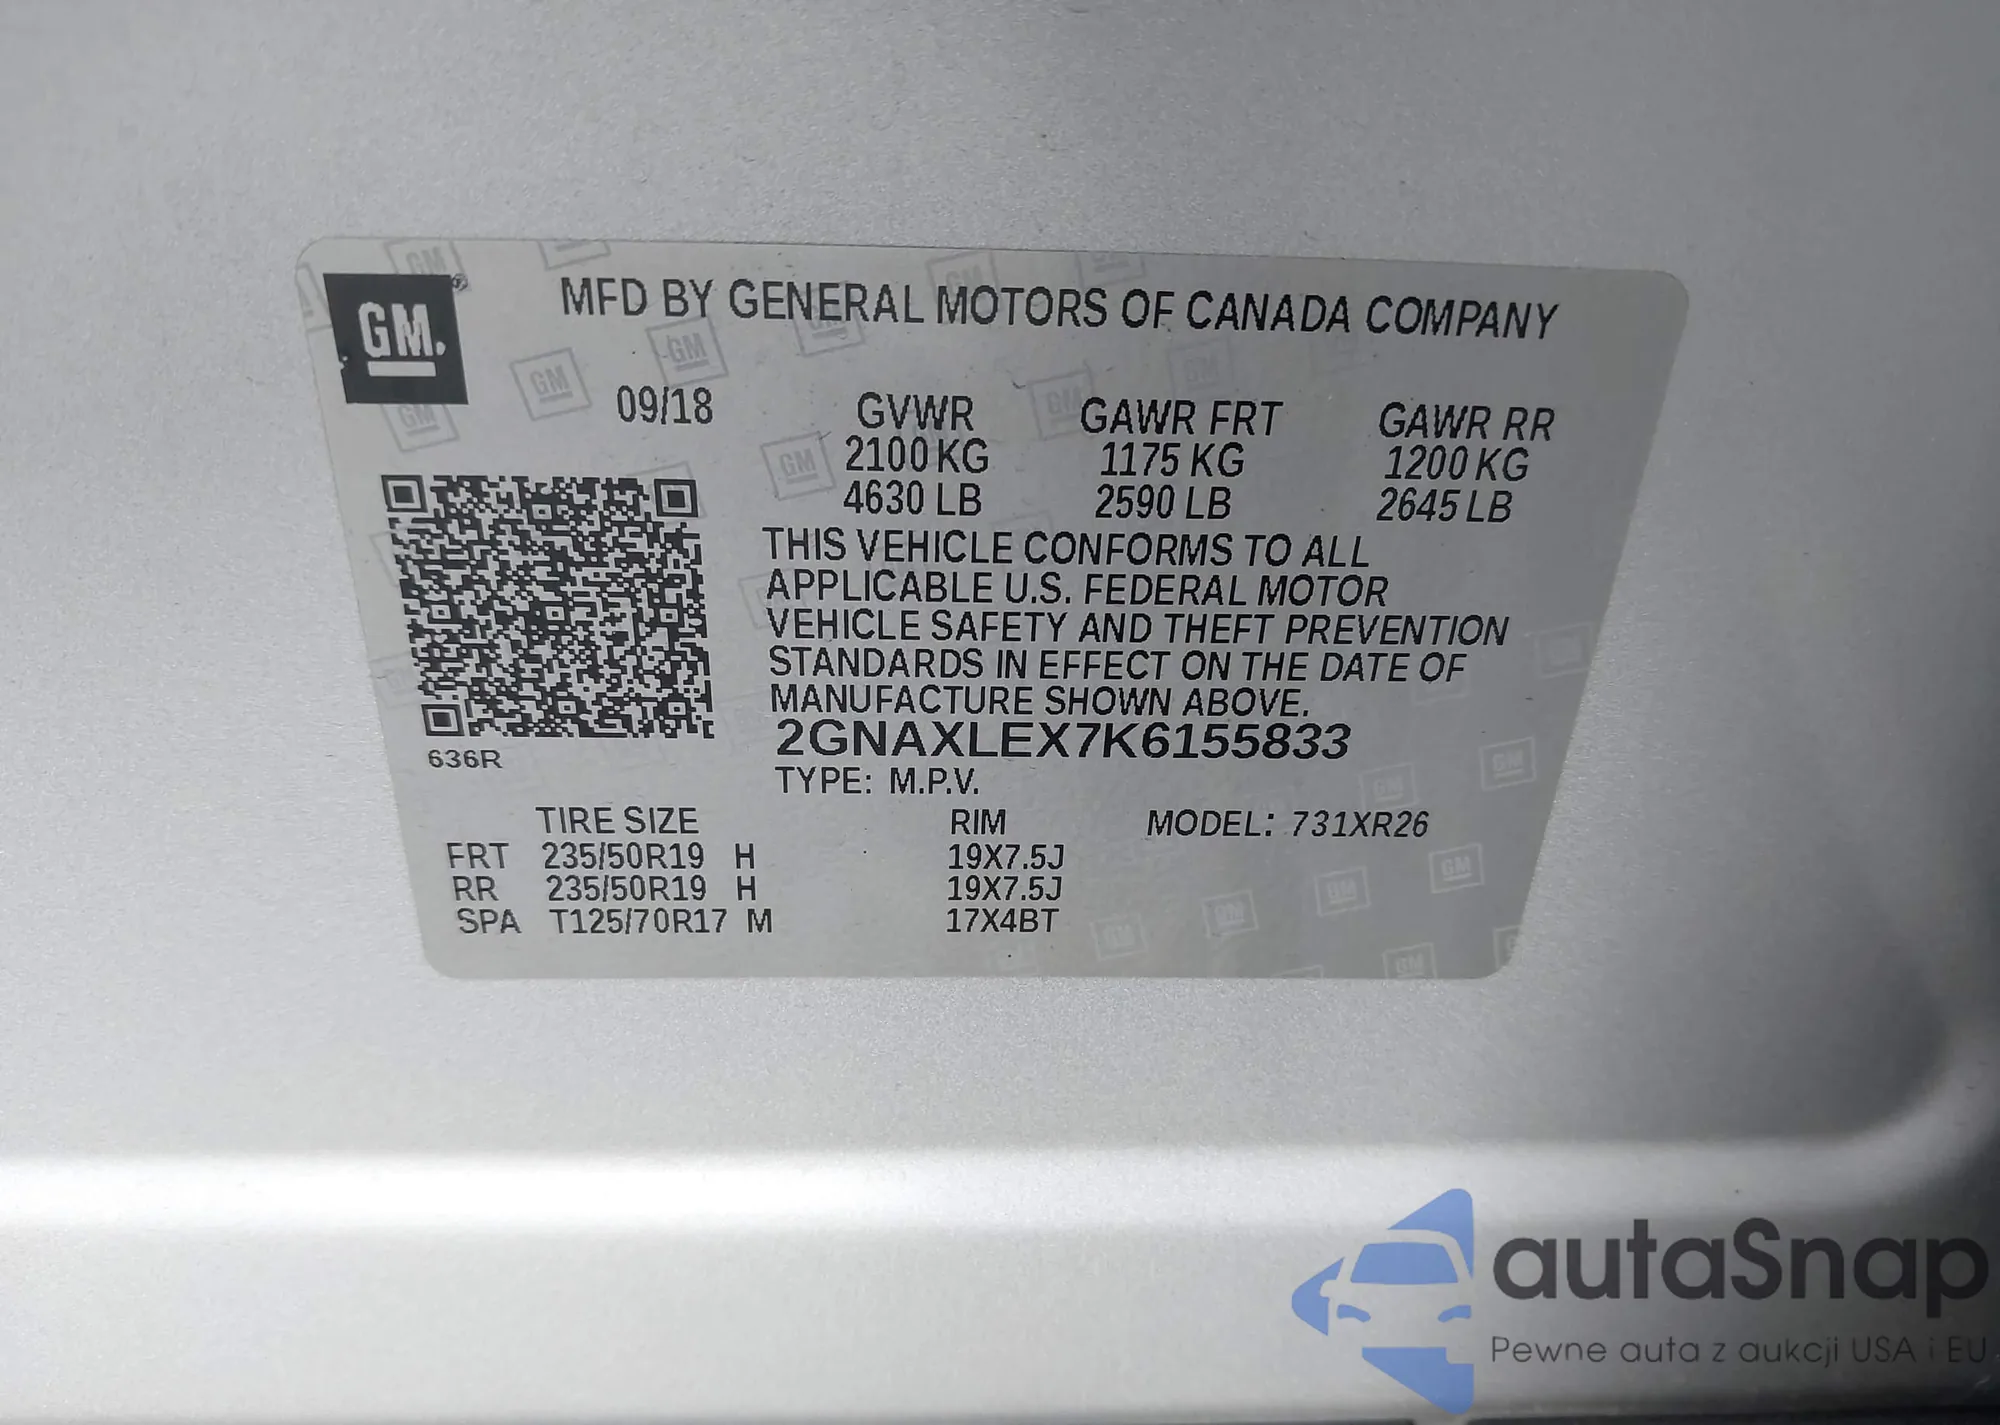 GM
MFD BY GENERAL MOTORS OF CANADA COMPANY
09/18 GVWR GAWR FRT GAWR RR
2100 KG 1175 KG 1200 KG
4630 LB 2590 LB 2645 LB
THIS VEHICLE CONFORMS TO ALL
APPLICABLE U.S. FEDERAL MOTOR
VEHICLE SAFETY AND THEFT PREVENTION
STANDARDS IN EFFECT ON THE DATE OF
MANUFACTURE SHOWN ABOVE.
2GNAXLEX7K6155833
636R
TYPE: M.P.V.
TIRE SIZE RIM MODEL: 731XR26
FRT 235/50R19 H 19X7.5J
RR 235/50R19 H 19X7.5J
SPA T125/70R17 M 17X4BT
autaSnap
Pewne auta z aukcji USA i EU